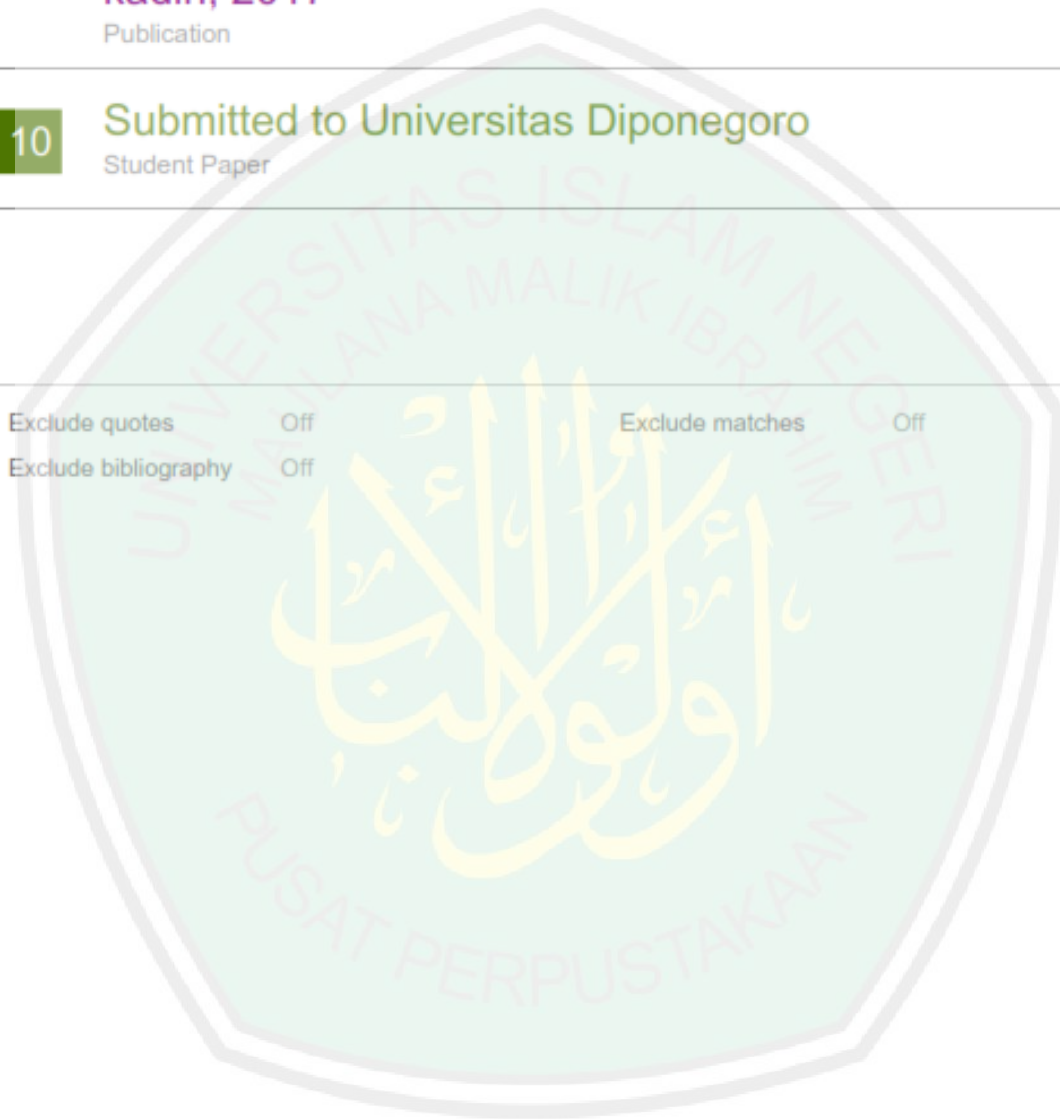 Publication
10
Submitted to Universitas Diponegoro
Student Paper
Exclude quotes Off Exclude matches Off
Exclude bibliography Off
UNIVERSITAS ISLAM NEGERI
MAULANA MALIK IBRAHIM
PUSAT PERPUSTAKAAN